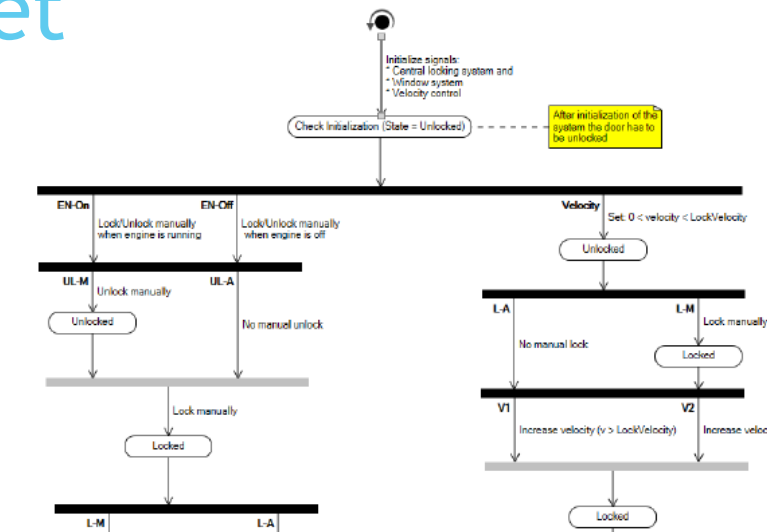 et
Initialize signals:
* Central locking system and
* Window system
* Velocity control
Check Initialization (State = Unlocked)
After initialization of the
system the door has to
be unlocked
EN-On
EN-Off
Velocity
Lock/Unlock manually
when engine is running
Lock/Unlock manually
when engine is off
Set: 0 < velocity < LockVelocity
Unlocked
UL-M
Unlock manually
UL-A
Unlocked
No manual unlock
L-A
L-M
Lock manually
No manual lock
Locked
V1
V2
Increase velocity (v > LockVelocity)
Increase veloc
Lock manually
Locked
Locked
L-M
L-A